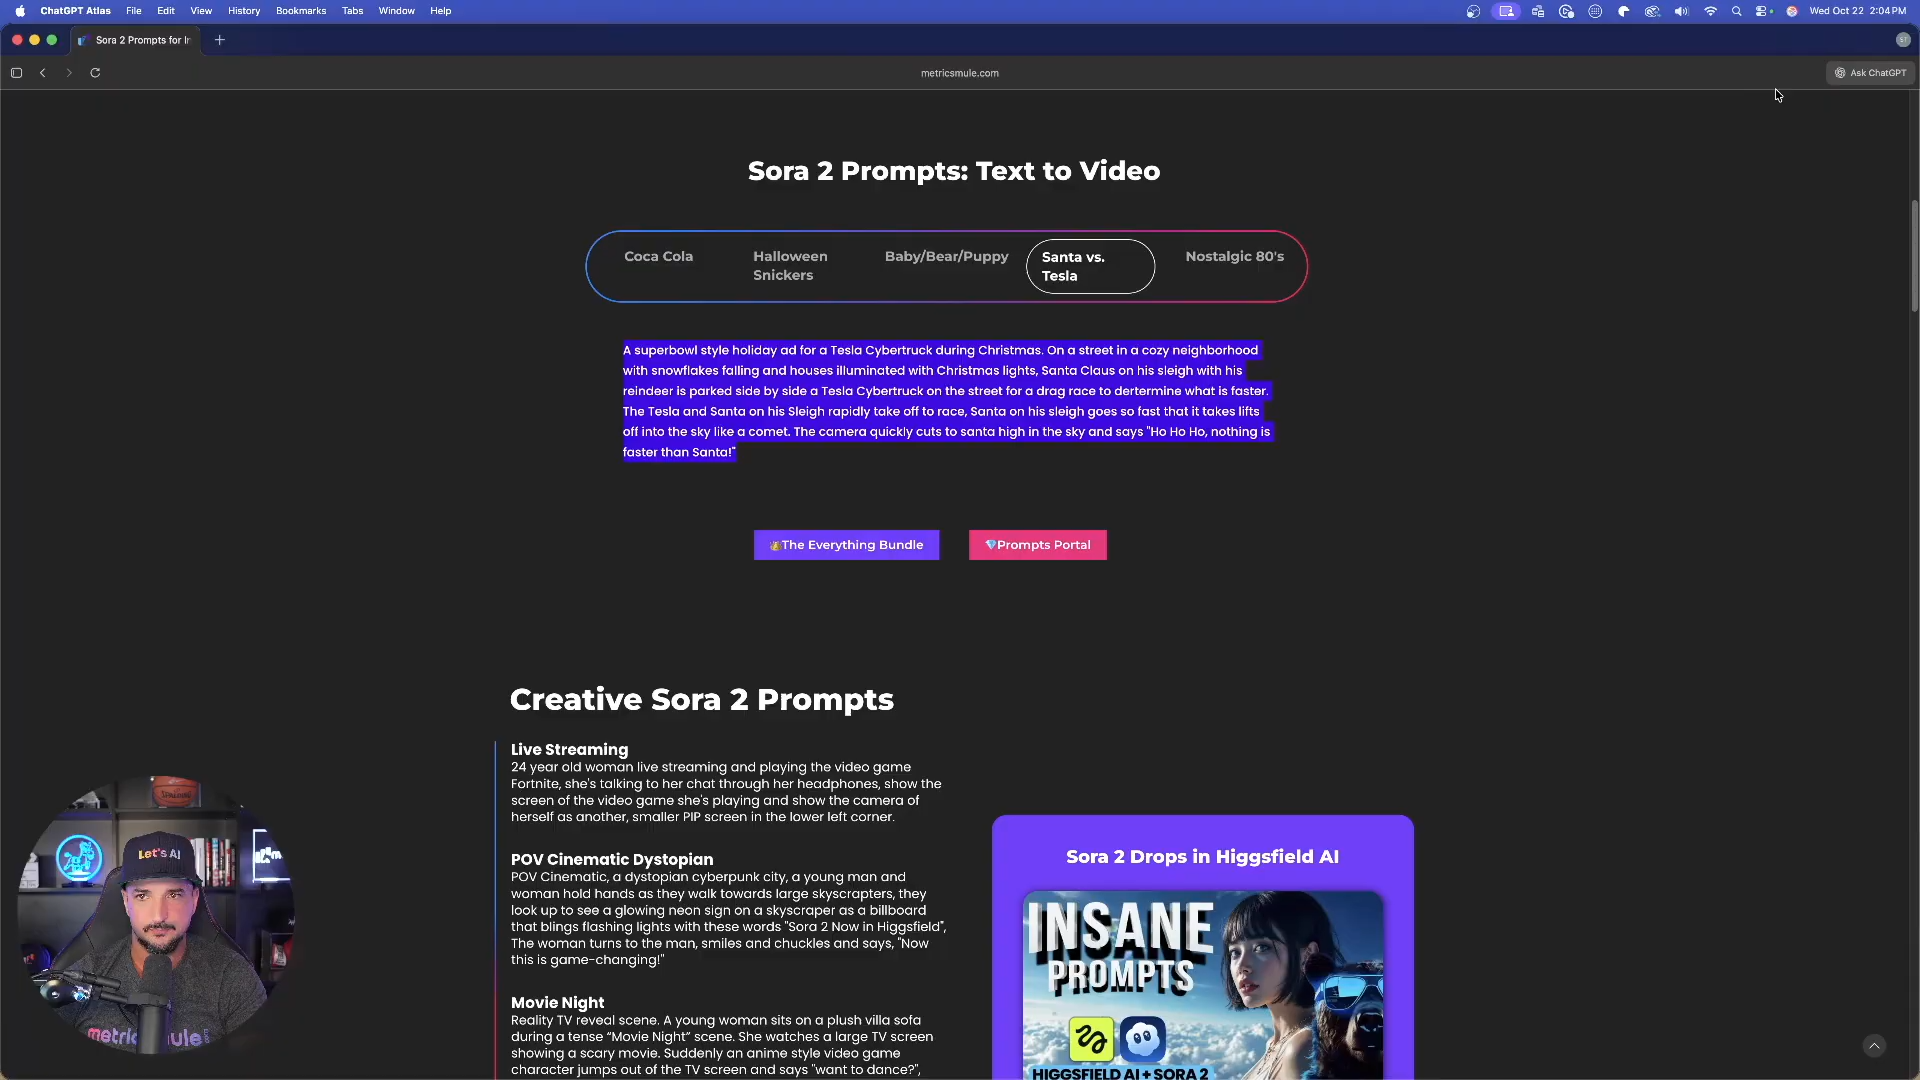 ChatGPT Atlas File Edit View History Bookmarks Tabs Window Help Wed Oct 22 2:04 PM
Sora 2 Prompts for In
ST
metricsmule.com
Ask ChatGPT
Sora 2 Prompts: Text to Video
Coca Cola
Halloween
Snickers
Baby/Bear/Puppy
Santa vs.
Tesla
Nostalgic 80's
A superbowl style holiday ad for a Tesla Cybertruck during Christmas. On a street in a cozy neighborhood
with snowflakes falling and houses illuminated with Christmas lights, Santa Claus on his sleigh with his
reindeer is parked side by side a Tesla Cybertruck on the street for a drag race to dertermine what is faster.
The Tesla and Santa on his Sleigh rapidly take off to race, Santa on his sleigh goes so fast that it takes lifts
off into the sky like a comet. The camera quickly cuts to santa high in the sky and says "Ho Ho Ho, nothing is
faster than Santa!"
The Everything Bundle
Prompts Portal
Creative Sora 2 Prompts
Live Streaming
24 year old woman live streaming and playing the video game
Fortnite, she's talking to her chat through her headphones, show the
screen of the video game she's playing and show the camera of
herself as another, smaller PIP screen in the lower left corner.
POV Cinematic Dystopian
POV Cinematic, a dystopian cyberpunk city, a young man and
woman hold hands as they walk towards large skyscrapters, they
look up to see a glowing neon sign on a skyscraper as a billboard
that blings flashing lights with these words "Sora 2 Now in Higgsfield",
The woman turns to the man, smiles and chuckles and says, "Now
this is game-changing!"
Movie Night
Reality TV reveal scene. A young woman sits on a plush villa sofa
during a tense “Movie Night” scene. She watches a large TV screen
showing a scary movie. Suddenly an anime style video game
character jumps out of the TV screen and says "want to dance?",
Sora 2 Drops in Higgsfield AI
INSANE
PROMPTS
HIGGSFIELD AI + SORA 2
SPALDING
Let's AI